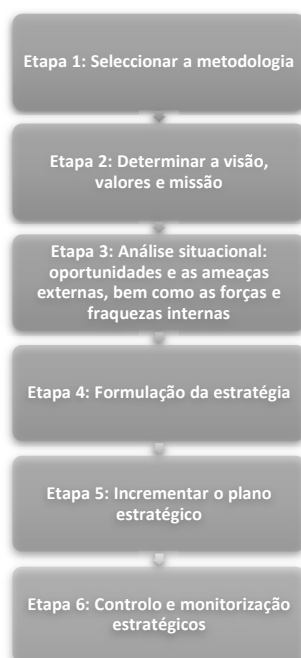 Etapa 1: Seleccionar a metodologia
Etapa 2: Determinar a visão,
valores e missão
Etapa 3: Análise situacional:
oportunidades e as ameaças
externas, bem como as forças e
fraquezas internas
Etapa 4: Formulação da estratégia
Etapa 5: Incrementar o plano
estratégico
Etapa 6: Controlo e monitorização
estratégicos